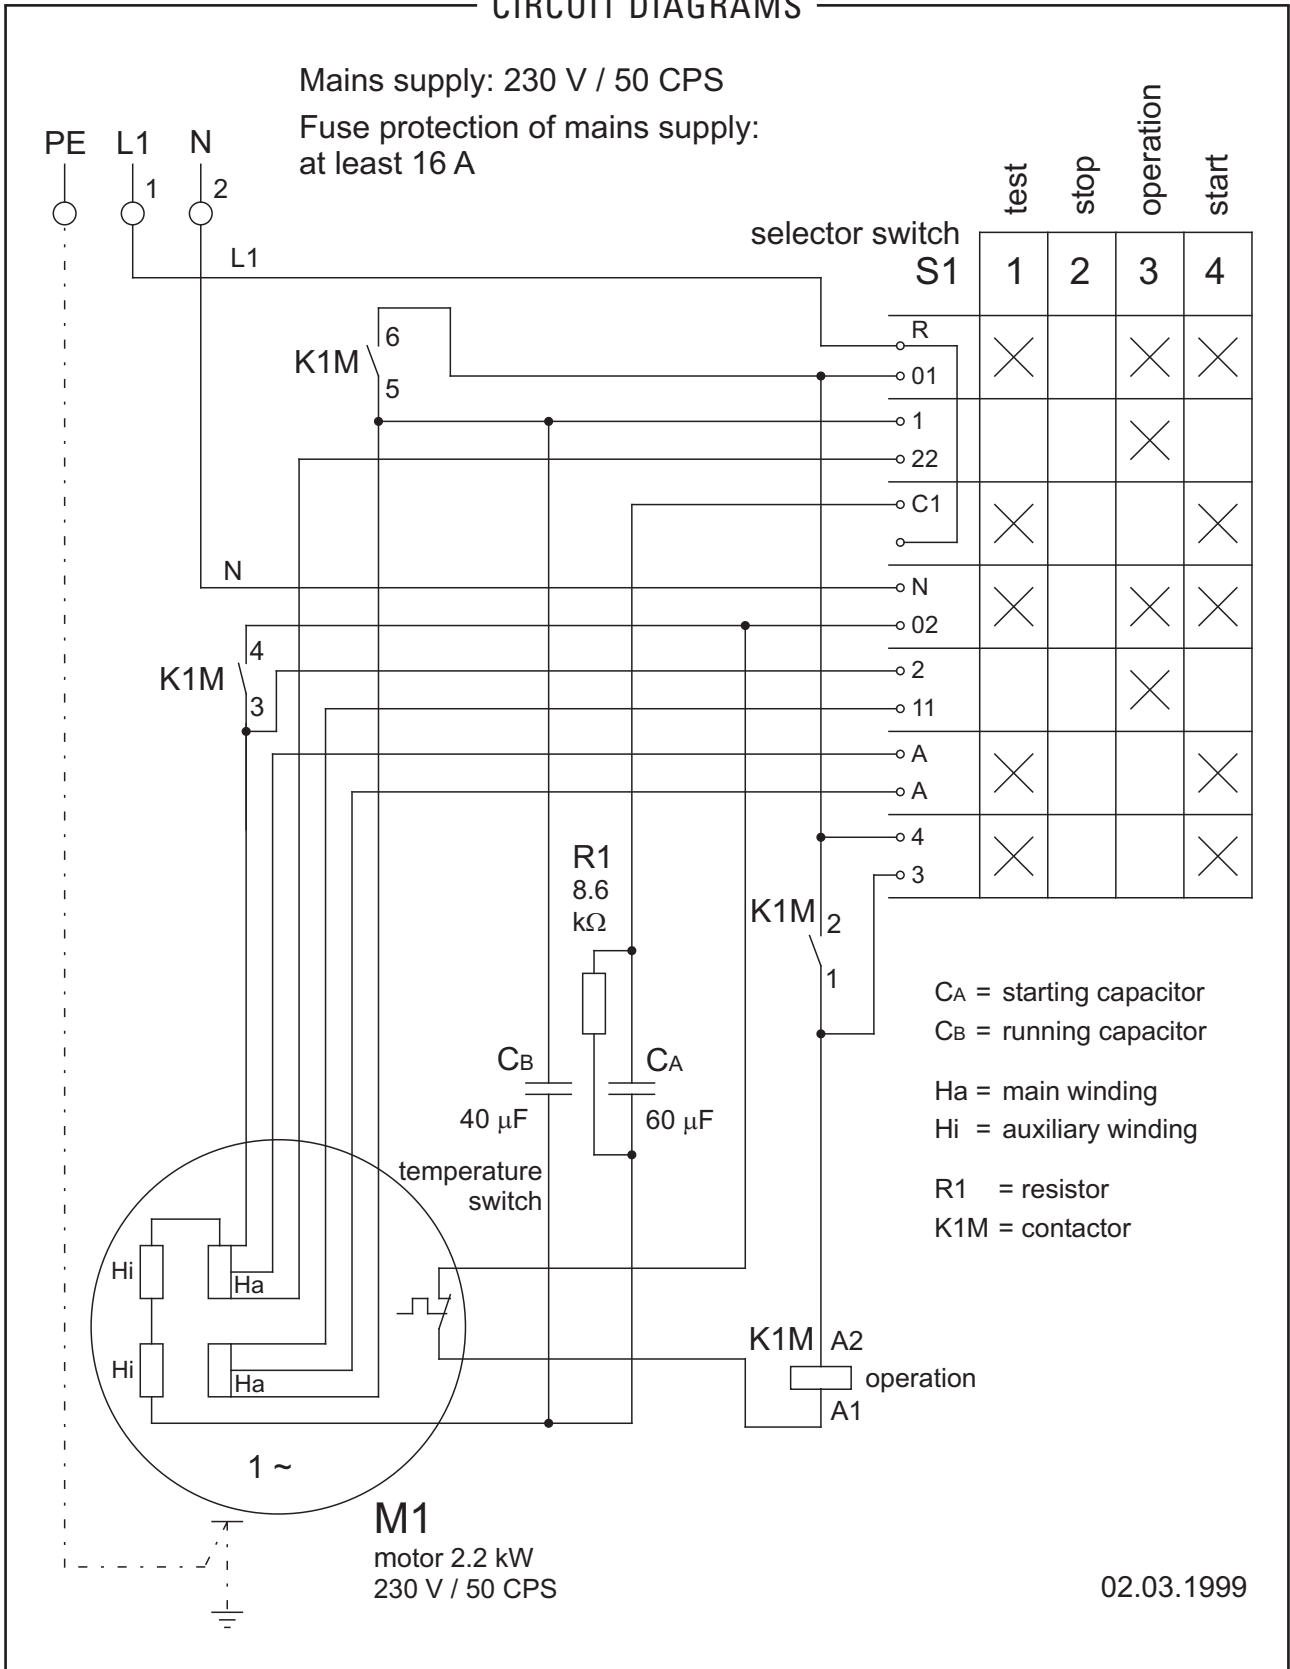 CIRCUIT DIAGRAMS
Mains supply: 230 V / 50 CPS
Fuse protection of mains supply:
at least 16 A
PE L1 N
1 2
L1
test
stop
operation
start
selector switch
S1 1 2 3 4
R
01
1
22
C1
N
02
2
11
A
A
4
3
K1M
6
5
N
K1M
4
3
R1
8.6
kΩ
K1M
2
1
CB
40 µF
CA
60 µF
CA = starting capacitor
CB = running capacitor
Ha = main winding
Hi = auxiliary winding
R1 = resistor
K1M = contactor
temperature
switch
Hi
Ha
Hi
Ha
1 ~
K1M A2
operation
A1
M1
motor 2.2 kW
230 V / 50 CPS
02.03.1999